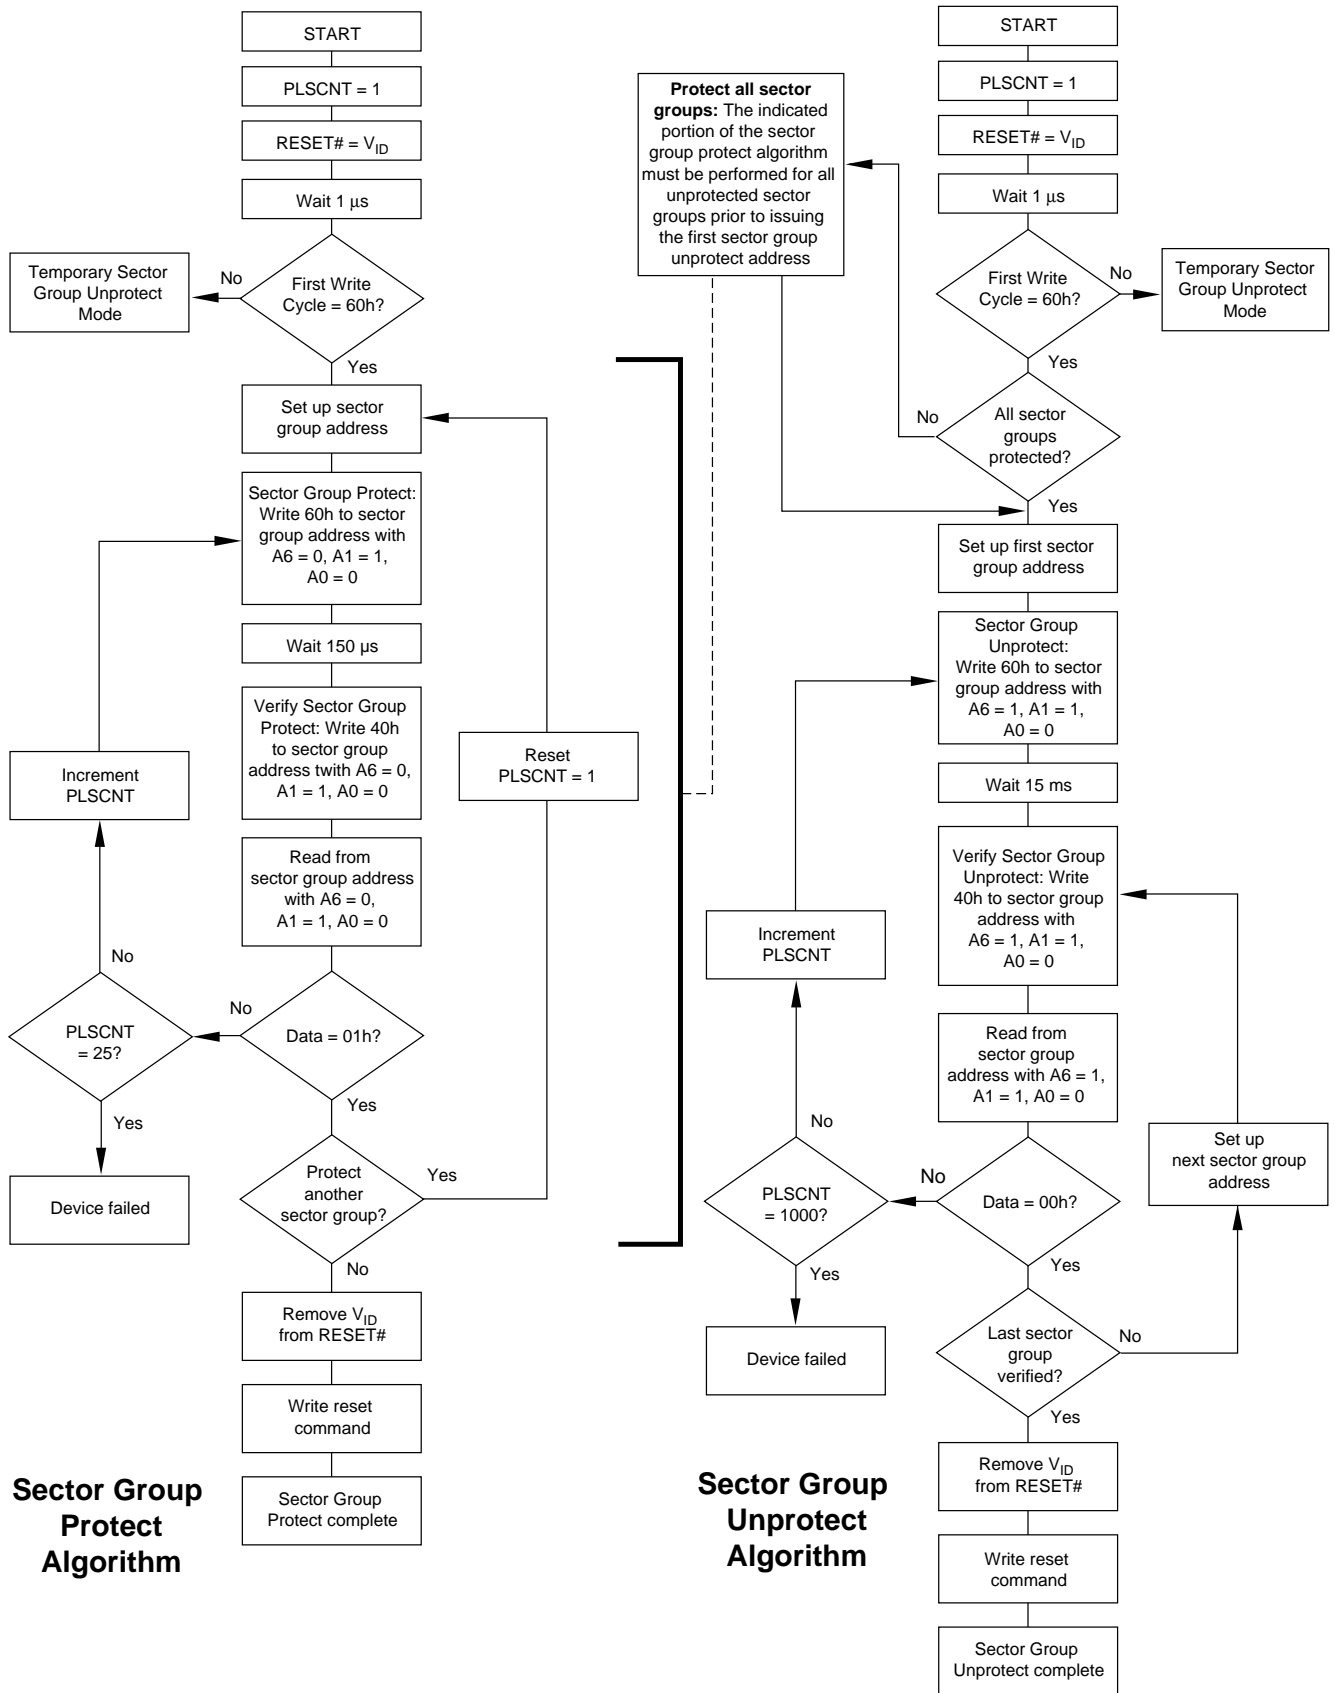 START
PLSCNT = 1
RESET# = VID
Wait 1 μs
First Write
Cycle = 60h?
No
Temporary Sector
Group Unprotect
Mode
Yes
Set up sector
group address
Sector Group Protect:
Write 60h to sector
group address with
A6 = 0, A1 = 1,
A0 = 0
Wait 150 µs
Verify Sector Group
Protect: Write 40h
to sector group
address twith A6 = 0,
A1 = 1, A0 = 0
Reset
PLSCNT = 1
Increment
PLSCNT
Read from
sector group address
with A6 = 0,
A1 = 1, A0 = 0
No
No
PLSCNT
= 25?
Data = 01h?
Yes
Yes
Device failed
Protect
another
sector group?
Yes
No
Remove VID
from RESET#
Write reset
command
Sector Group
Protect complete
Sector Group
Protect
Algorithm
Protect all sector
groups: The indicated
portion of the sector
group protect algorithm
must be performed for all
unprotected sector
groups prior to issuing
the first sector group
unprotect address
START
PLSCNT = 1
RESET# = VID
Wait 1 μs
First Write
Cycle = 60h?
No
Temporary Sector
Group Unprotect
Mode
Yes
No
All sector
groups
protected?
Yes
Set up first sector
group address
Sector Group
Unprotect:
Write 60h to sector
group address with
A6 = 1, A1 = 1,
A0 = 0
Wait 15 ms
Verify Sector Group
Unprotect: Write
40h to sector group
address with
A6 = 1, A1 = 1,
A0 = 0
Increment
PLSCNT
Read from
sector group
address with A6 = 1,
A1 = 1, A0 = 0
No
No
PLSCNT
= 1000?
Data = 00h?
Set up
next sector group
address
Yes
Yes
Device failed
Last sector
group
verified?
No
Yes
Remove VID
from RESET#
Write reset
command
Sector Group
Unprotect complete
Sector Group
Unprotect
Algorithm